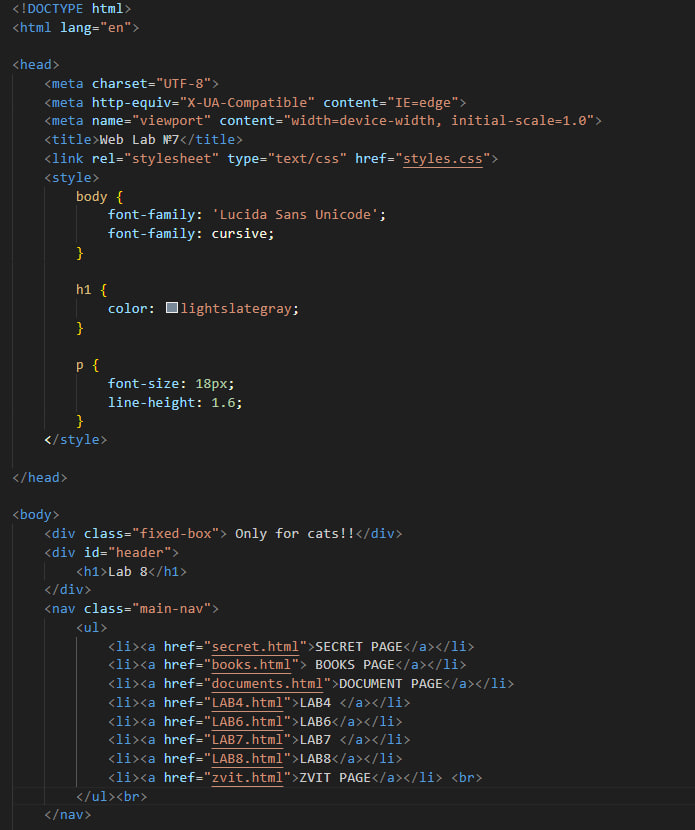 <!DOCTYPE html>
<html lang="en">
<head>
<meta charset="UTF-8">
<meta http-equiv="X-UA-Compatible" content="IE=edge">
<meta name="viewport" content="width=device-width, initial-scale=1.0">
<title>Web Lab №7</title>
<link rel="stylesheet" type="text/css" href="styles.css">
<style>
body {
font-family: 'Lucida Sans Unicode';
font-family: cursive;
}
h1 {
color: lightslategray;
}
p {
font-size: 18px;
line-height: 1.6;
}
</style>
</head>
<body>
<div class="fixed-box"> Only for cats!!</div>
<div id="header">
<h1>Lab 8</h1>
</div>
<nav class="main-nav">
<ul>
<li><a href="secret.html">SECRET PAGE</a></li>
<li><a href="books.html"> BOOKS PAGE</a></li>
<li><a href="documents.html">DOCUMENT PAGE</a></li>
<li><a href="LAB4.html">LAB4 </a></li>
<li><a href="LAB6.html">LAB6</a></li>
<li><a href="LAB7.html">LAB7 </a></li>
<li><a href="LAB8.html">LAB8</a></li>
<li><a href="zvit.html">ZVIT PAGE</a></li> <br>
</ul><br>
</nav>